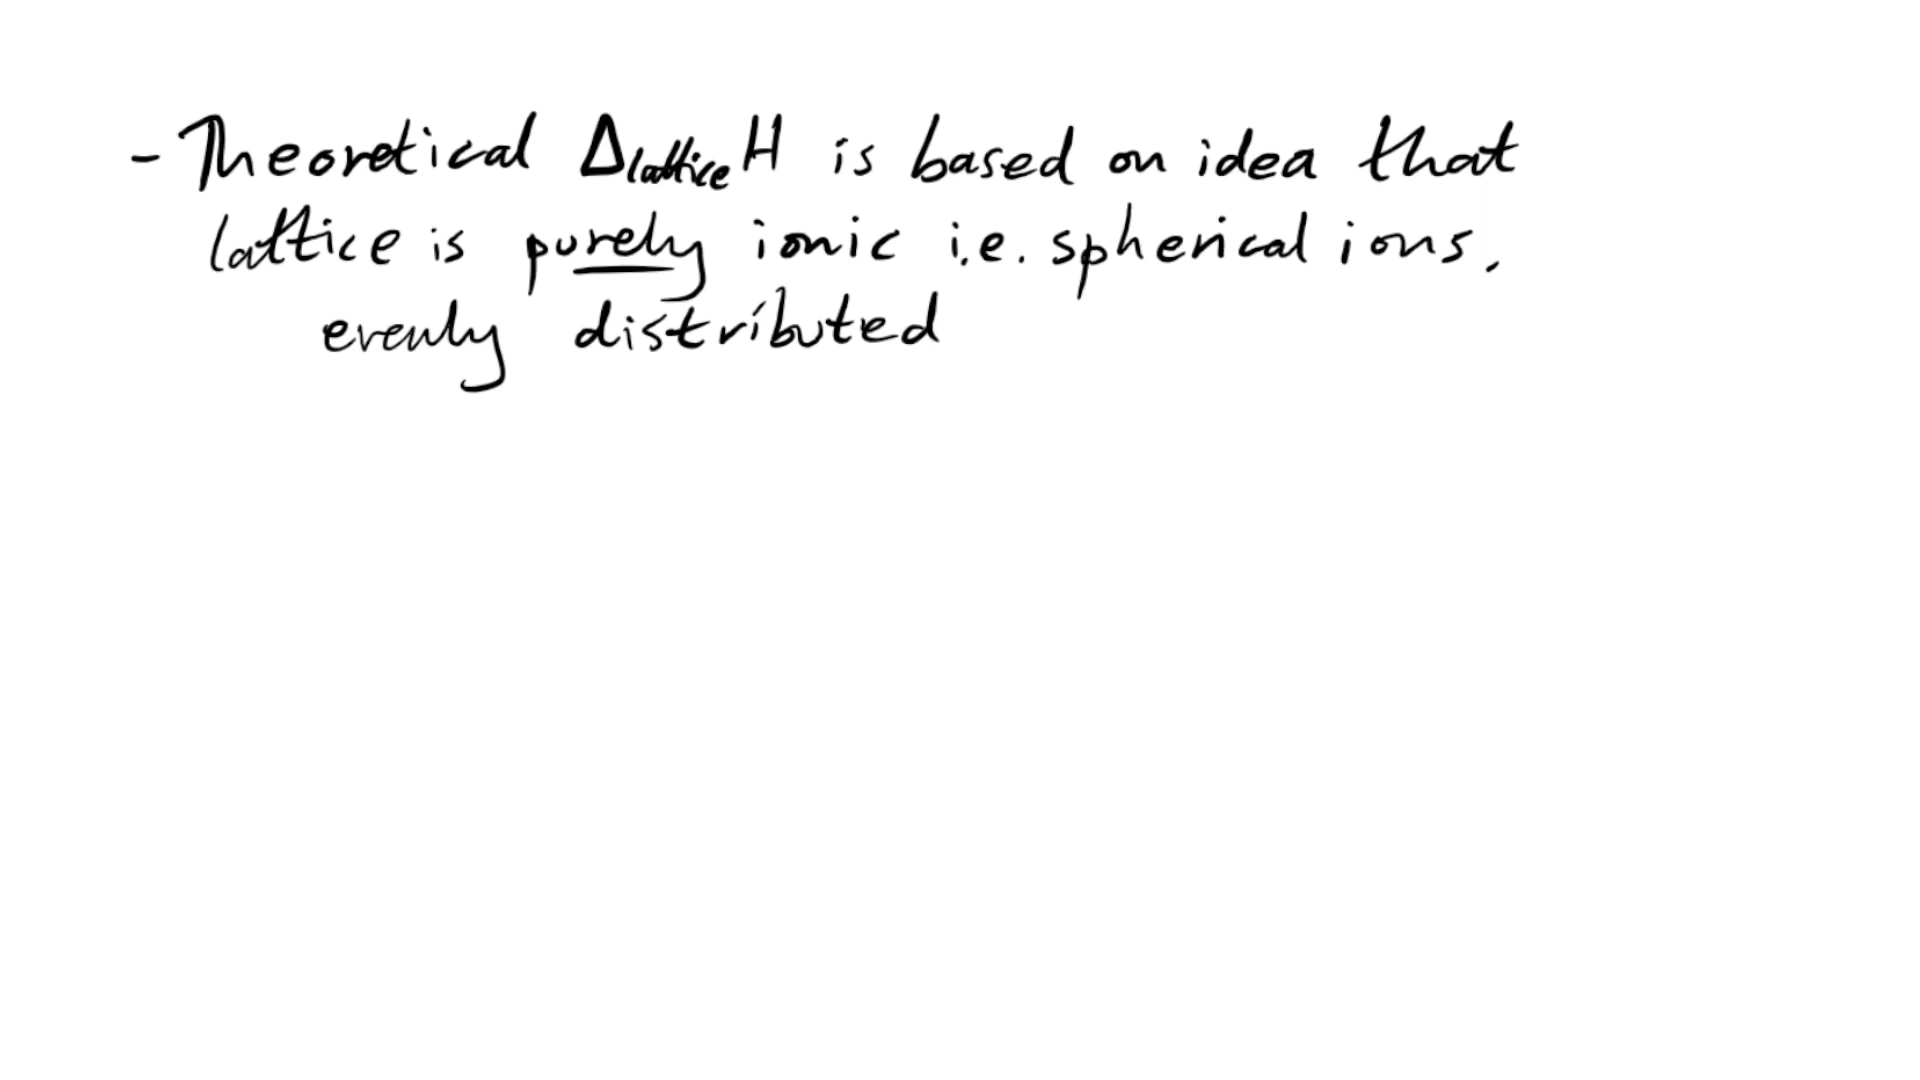 - Theoretical ΔlatticeH is based on idea that
lattice is purely ionic i.e. spherical ions,
evenly distributed